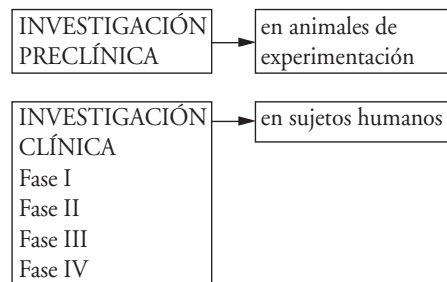 INVESTIGACIÓN
PRECLÍNICA
en animales de
experimentación
INVESTIGACIÓN
CLÍNICA
Fase I
Fase II
Fase III
Fase IV
en sujetos humanos